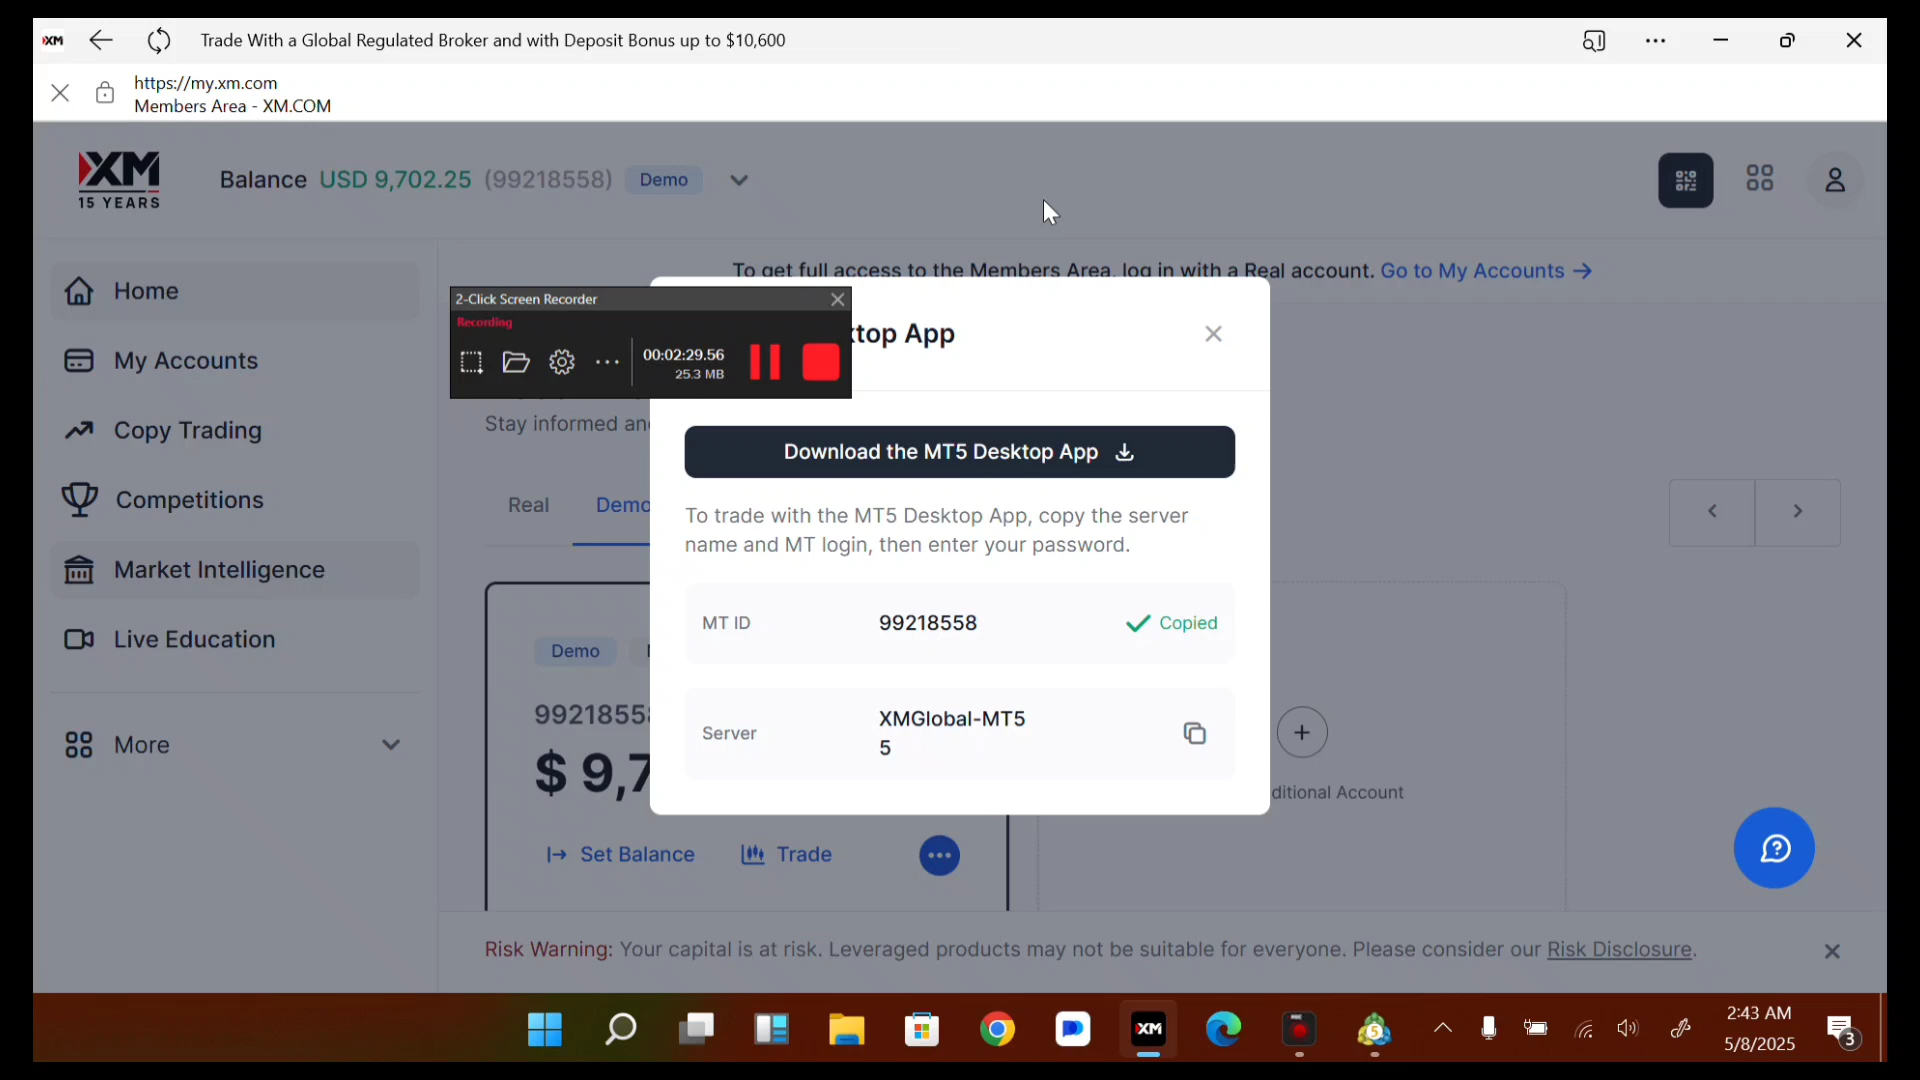 XM
Trade With a Global Regulated Broker and with Deposit Bonus up to $10,600
https://my.xm.com
Members Area - XM.COM
XM
15 YEARS
Balance USD 9,702.25 (99218558) Demo
To get full access to the Members Area, log in with a Real account. Go to My Accounts →
Home
My Accounts
Copy Trading
Competitions
Market Intelligence
Live Education
More
2-Click Screen Recorder
Recording
00:02:29.56
25.3 MB
top App
Stay informed an
Download the MT5 Desktop App
Real
Demo
To trade with the MT5 Desktop App, copy the server
name and MT login, then enter your password.
MT ID 99218558 Copied
Server XMGlobal-MT5
5
Demo
9921855
$ 9,7
ditional Account
Set Balance
Trade
Risk Warning: Your capital is at risk. Leveraged products may not be suitable for everyone. Please consider our Risk Disclosure.
XM
5
2:43 AM
5/8/2025
3